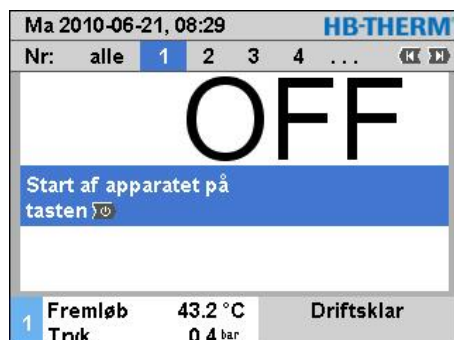 Ma 2010-06-21, 08:29 HB-THERM
Nr: alle 1 2 3 4 ...
OFF
Start af apparatet på
tasten
1 Fremløb 43.2 °C Driftsklar
Tryk 0.4 bar